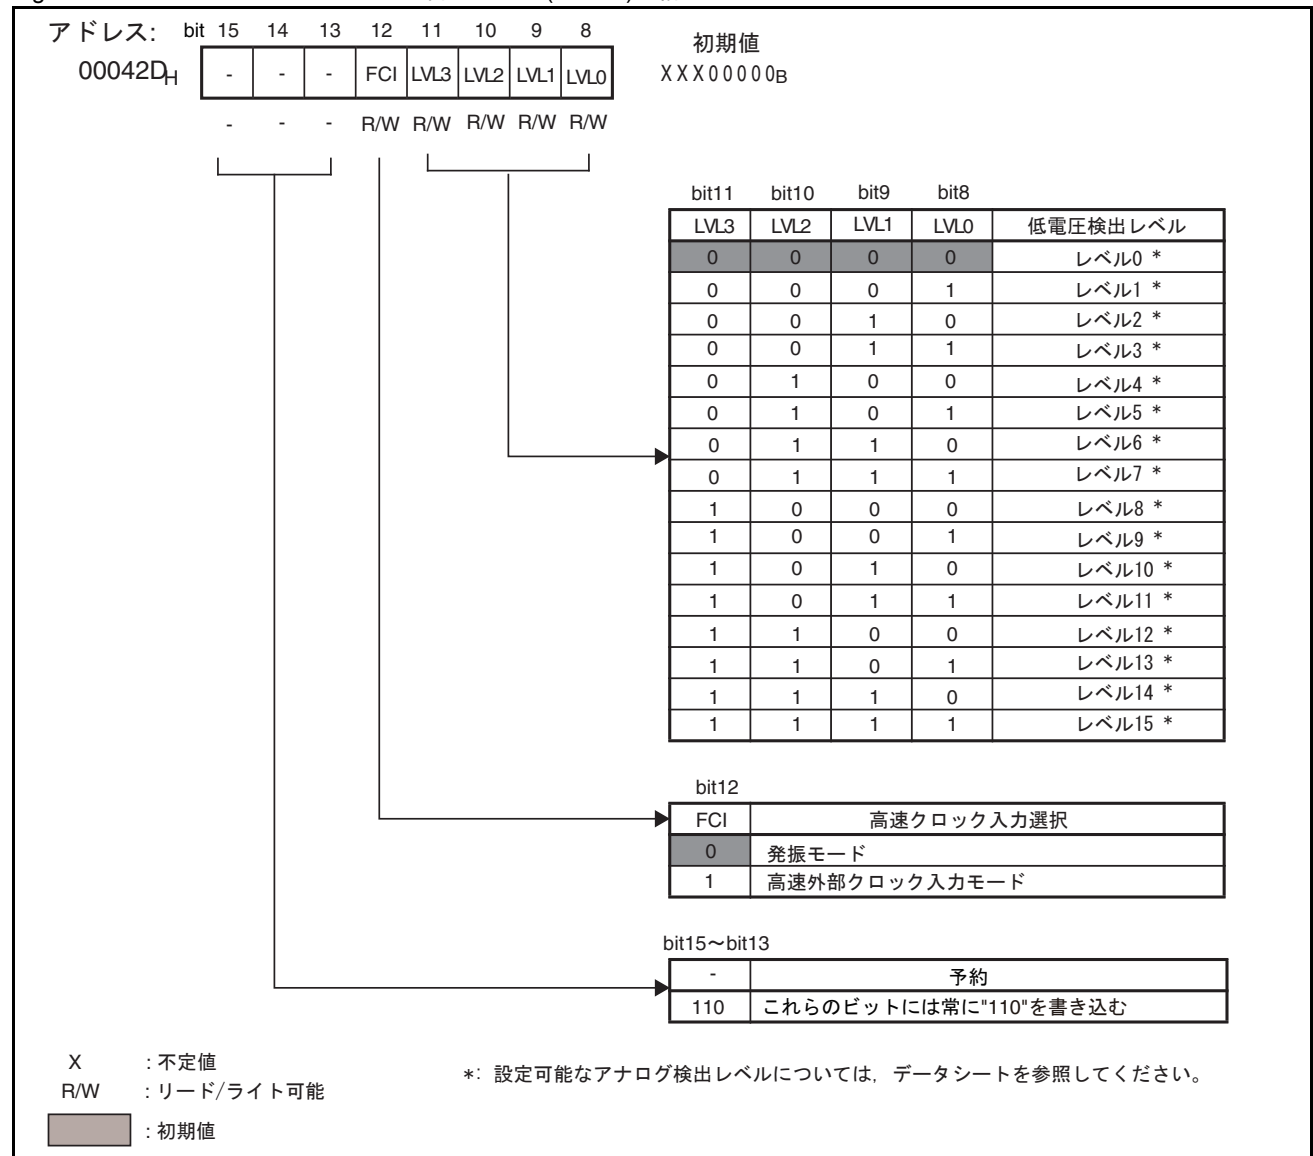 アドレス: bit 15 14 13 12 11 10 9 8 初期値
00042DH - - - FCI LVL3 LVL2 LVL1 LVL0 XXX00000B
- - - R/W R/W R/W R/W R/W
bit11 bit10 bit9 bit8
LVL3 LVL2 LVL1 LVL0 低電圧検出レベル
0 0 0 0 レベル0 *
0 0 0 1 レベル1 *
0 0 1 0 レベル2 *
0 0 1 1 レベル3 *
0 1 0 0 レベル4 *
0 1 0 1 レベル5 *
0 1 1 0 レベル6 *
0 1 1 1 レベル7 *
1 0 0 0 レベル8 *
1 0 0 1 レベル9 *
1 0 1 0 レベル10 *
1 0 1 1 レベル11 *
1 1 0 0 レベル12 *
1 1 0 1 レベル13 *
1 1 1 0 レベル14 *
1 1 1 1 レベル15 *
bit12
FCI 高速クロック入力選択
0 発振モード
1 高速外部クロック入力モード
bit15～bit13
- 予約
110 これらのビットには常に"110"を書き込む
X : 不定値
R/W : リード/ライト可能
: 初期値
*: 設定可能なアナログ検出レベルについては, データシートを参照してください。